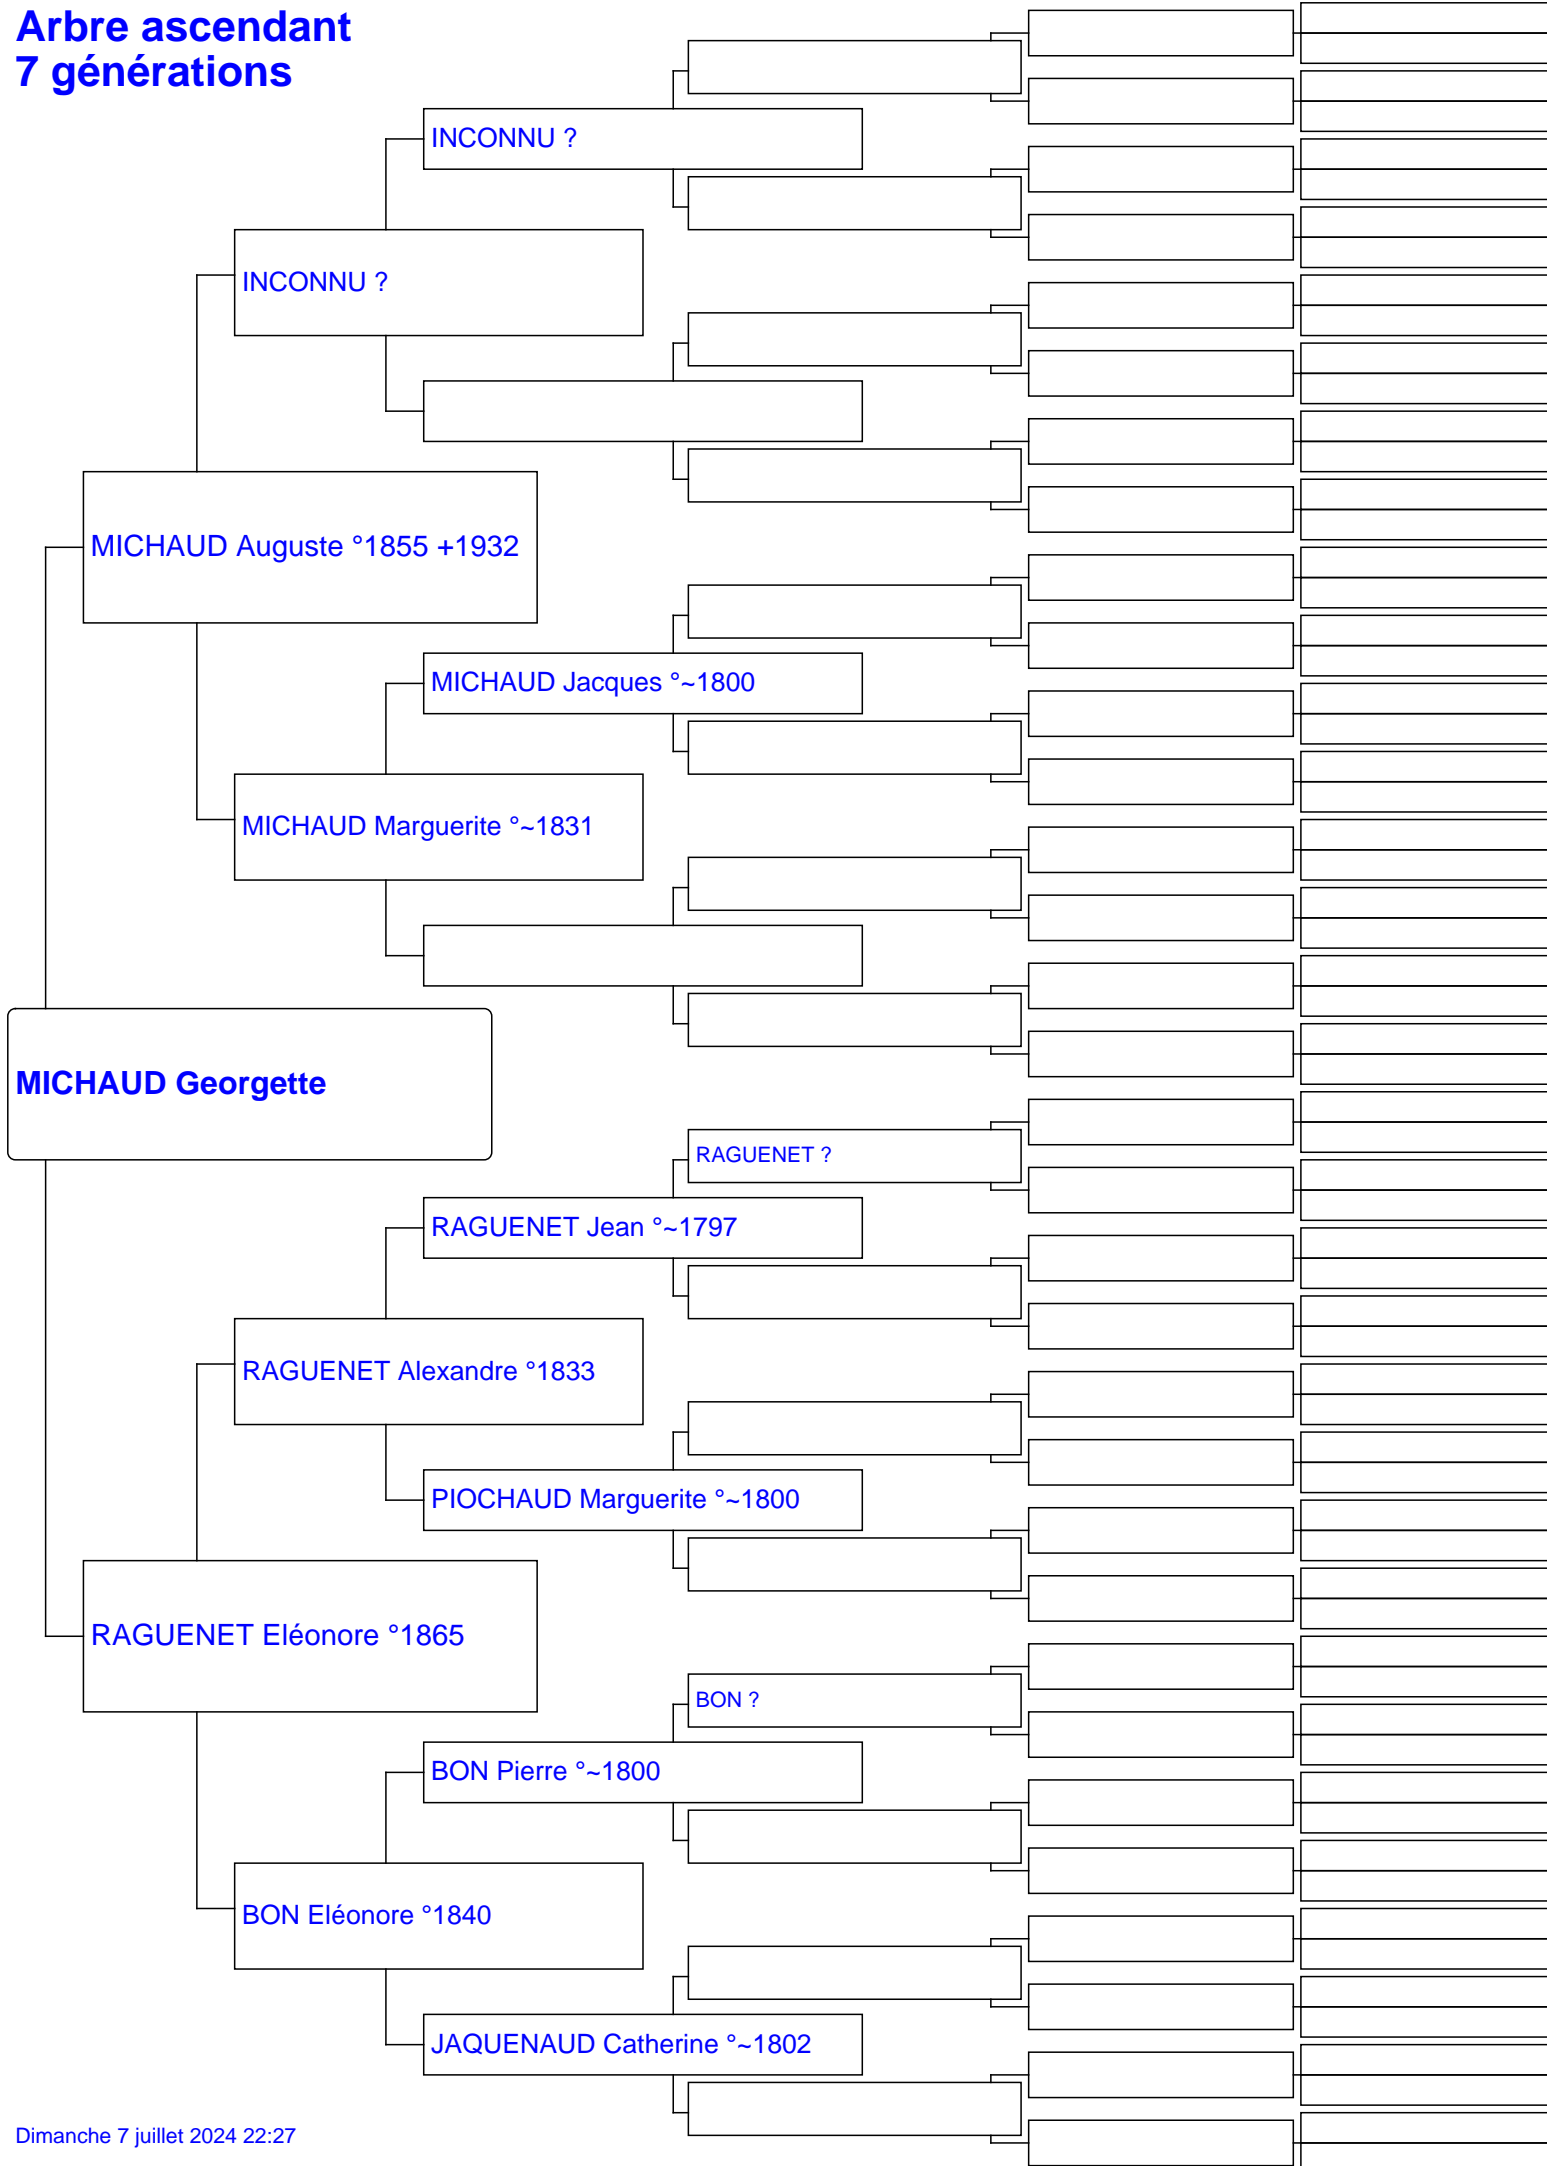 Arbre ascendant
7 générations
INCONNU ?
INCONNU ?
MICHAUD Auguste °1855 +1932
MICHAUD Jacques °~1800
MICHAUD Marguerite °~1831
MICHAUD Georgette
RAGUENET ?
RAGUENET Jean °~1797
RAGUENET Alexandre °1833
PIOCHAUD Marguerite °~1800
RAGUENET Eléonore °1865
BON ?
BON Pierre °~1800
BON Eléonore °1840
JAQUENAUD Catherine °~1802
Dimanche 7 juillet 2024 22:27